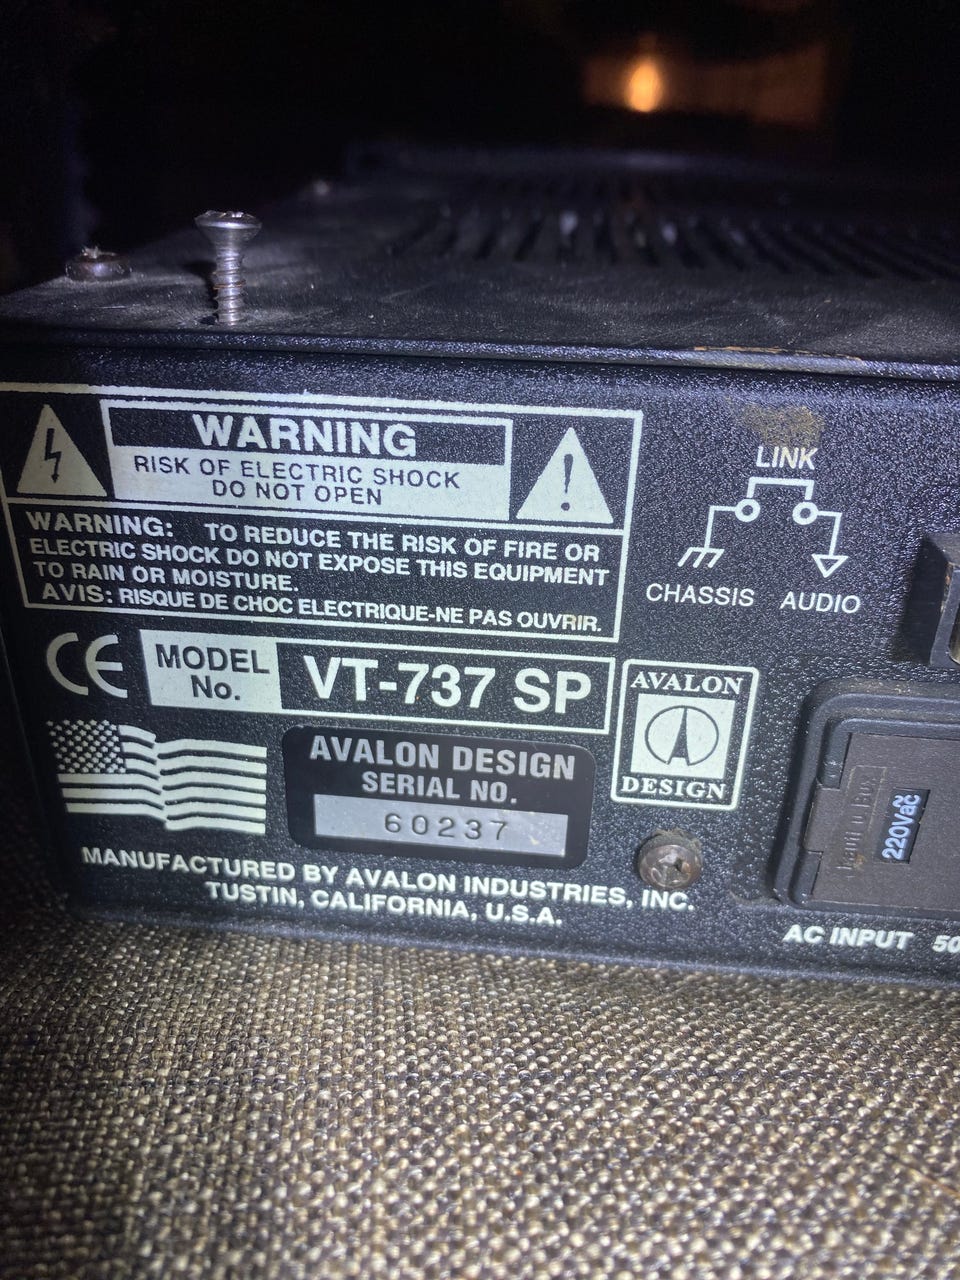 WARNING
RISK OF ELECTRIC SHOCK
DO NOT OPEN
WARNING: TO REDUCE THE RISK OF FIRE OR
ELECTRIC SHOCK DO NOT EXPOSE THIS EQUIPMENT
TO RAIN OR MOISTURE.
AVIS: RISQUE DE CHOC ELECTRIQUE-NE PAS OUVRIR.
LINK
CHASSIS AUDIO
CE
MODEL
No.
VT-737 SP
AVALON
DESIGN
AVALON DESIGN
SERIAL NO.
60237
MANUFACTURED BY AVALON INDUSTRIES, INC.
TUSTIN, CALIFORNIA, U.S.A.
220Vac
AC INPUT 50